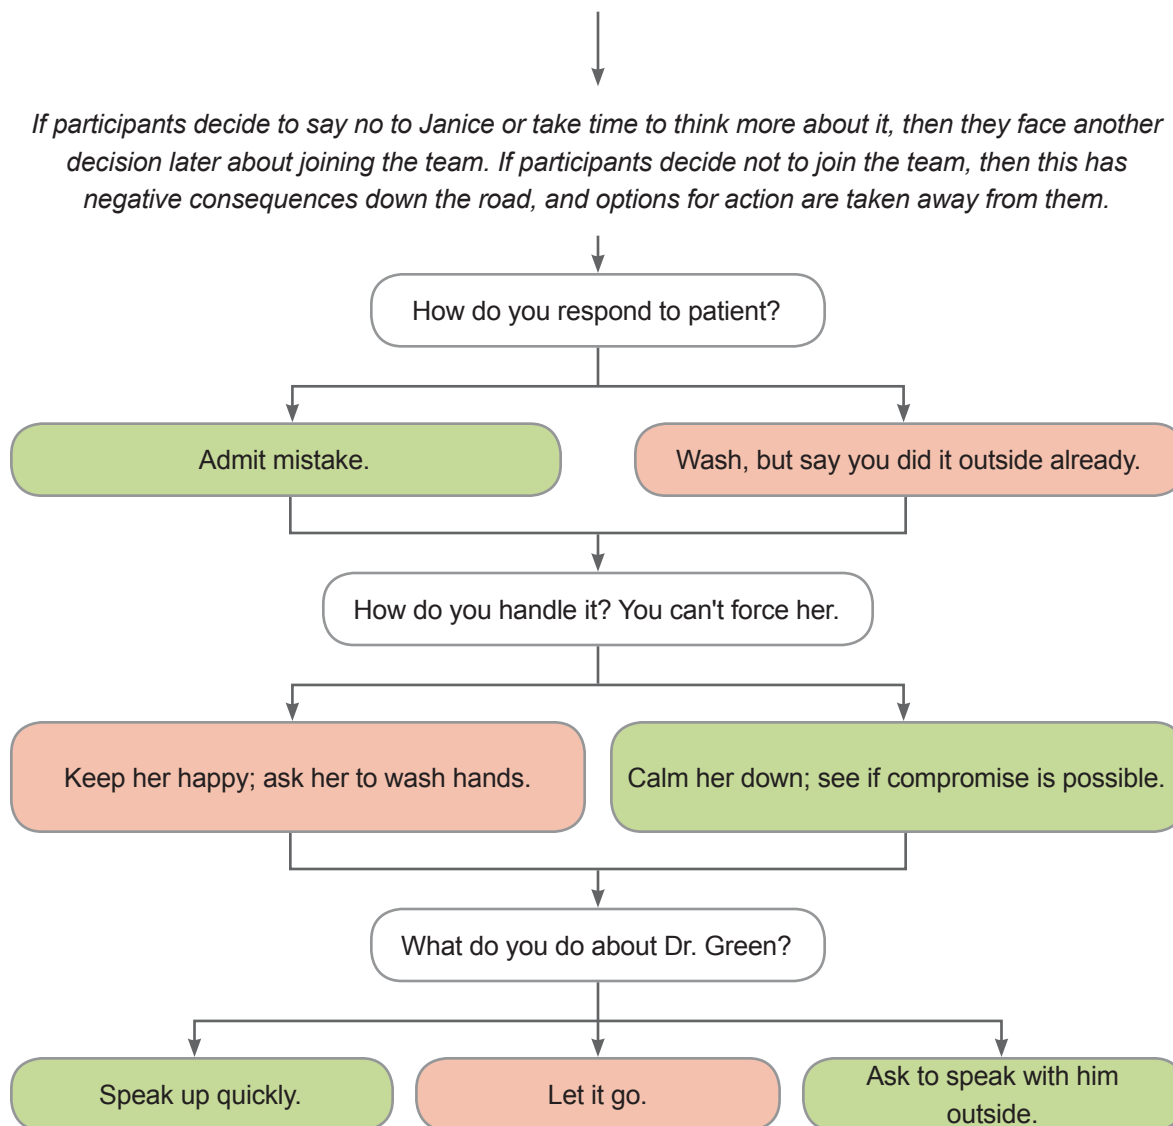 If participants decide to say no to Janice or take time to think more about it, then they face another
decision later about joining the team. If participants decide not to join the team, then this has
negative consequences down the road, and options for action are taken away from them.
How do you respond to patient?
Admit mistake.
Wash, but say you did it outside already.
How do you handle it? You can't force her.
Keep her happy; ask her to wash hands.
Calm her down; see if compromise is possible.
What do you do about Dr. Green?
Speak up quickly.
Let it go.
Ask to speak with him
outside.